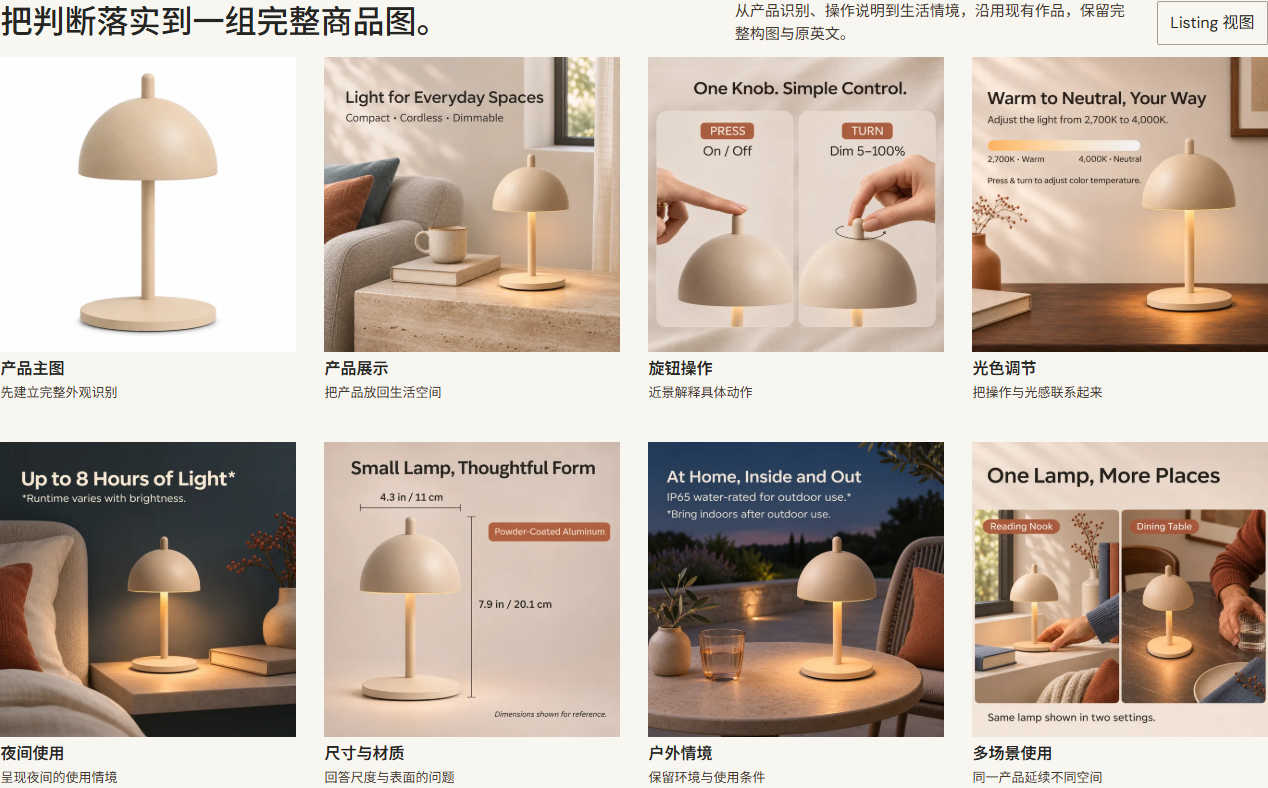 把判断落实到一组完整商品图。
从产品识别、操作说明到生活情境，沿用现有作品，保留完
整构图与原英文。
Listing 视图
产品主图
先建立完整外观识别
Light for Everyday Spaces
Compact • Cordless • Dimmable
产品展示
把产品放回生活空间
One Knob. Simple Control.
PRESS
On / Off
TURN
Dim 5–100%
旋钮操作
近景解释具体动作
Warm to Neutral, Your Way
Adjust the light from 2,700K to 4,000K.
2,700K • Warm
4,000K • Neutral
Press & turn to adjust color temperature.
光色调节
把操作与光感联系起来
Up to 8 Hours of Light*
*Runtime varies with brightness.
夜间使用
呈现夜间的使用情境
Small Lamp, Thoughtful Form
4.3 in / 11 cm
Powder-Coated Aluminum
7.9 in / 20.1 cm
Dimensions shown for reference.
尺寸与材质
回答尺度与表面的问题
At Home, Inside and Out
IP65 water-rated for outdoor use.*
*Bring indoors after outdoor use.
户外情境
保留环境与使用条件
One Lamp, More Places
Reading Nook
Dining Table
Same lamp shown in two settings.
多场景使用
同一产品延续不同空间